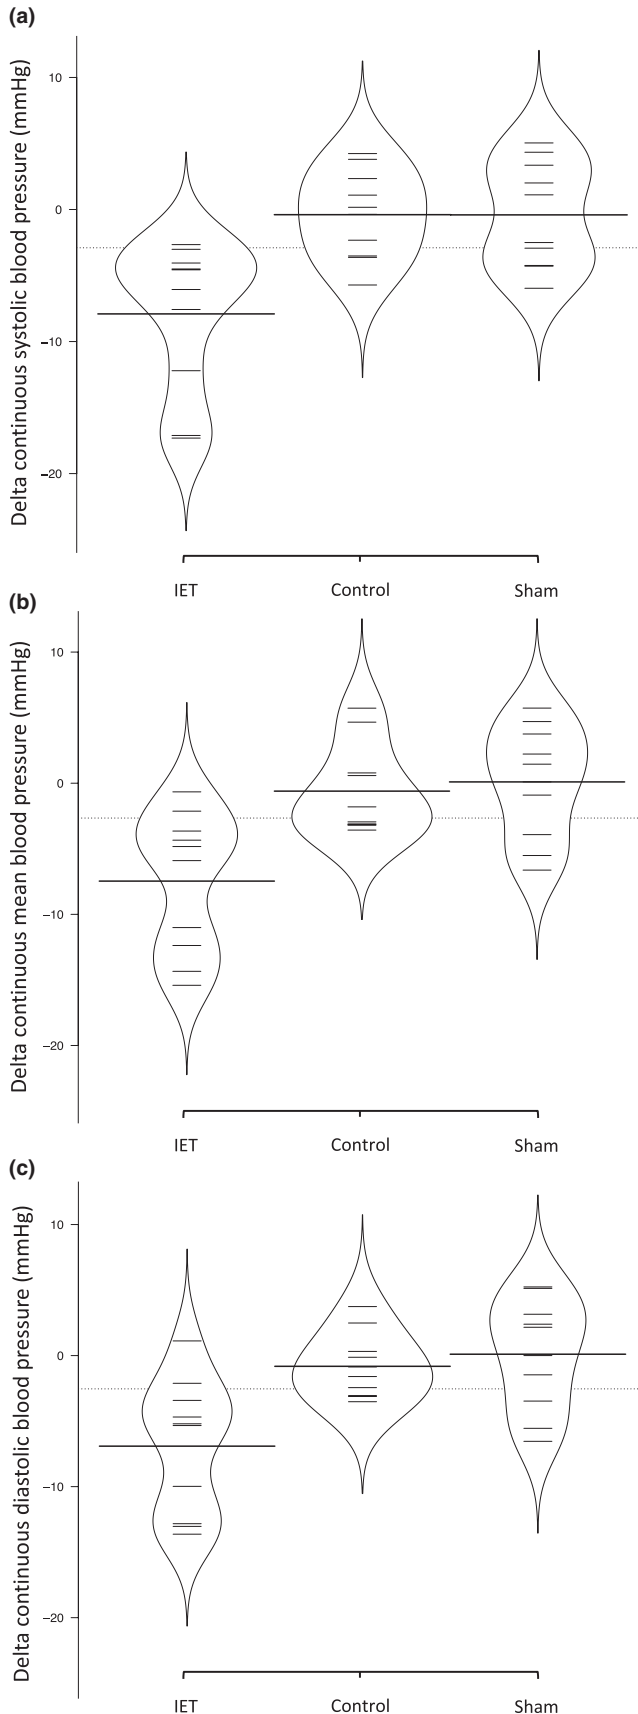 (a)
Delta continuous systolic blood pressure (mmHg)
10
0
−10
−20
IET
Control
Sham
(b)
Delta continuous mean blood pressure (mmHg)
10
0
−10
−20
IET
Control
Sham
(c)
Delta continuous diastolic blood pressure (mmHg)
10
0
−10
−20
IET
Control
Sham